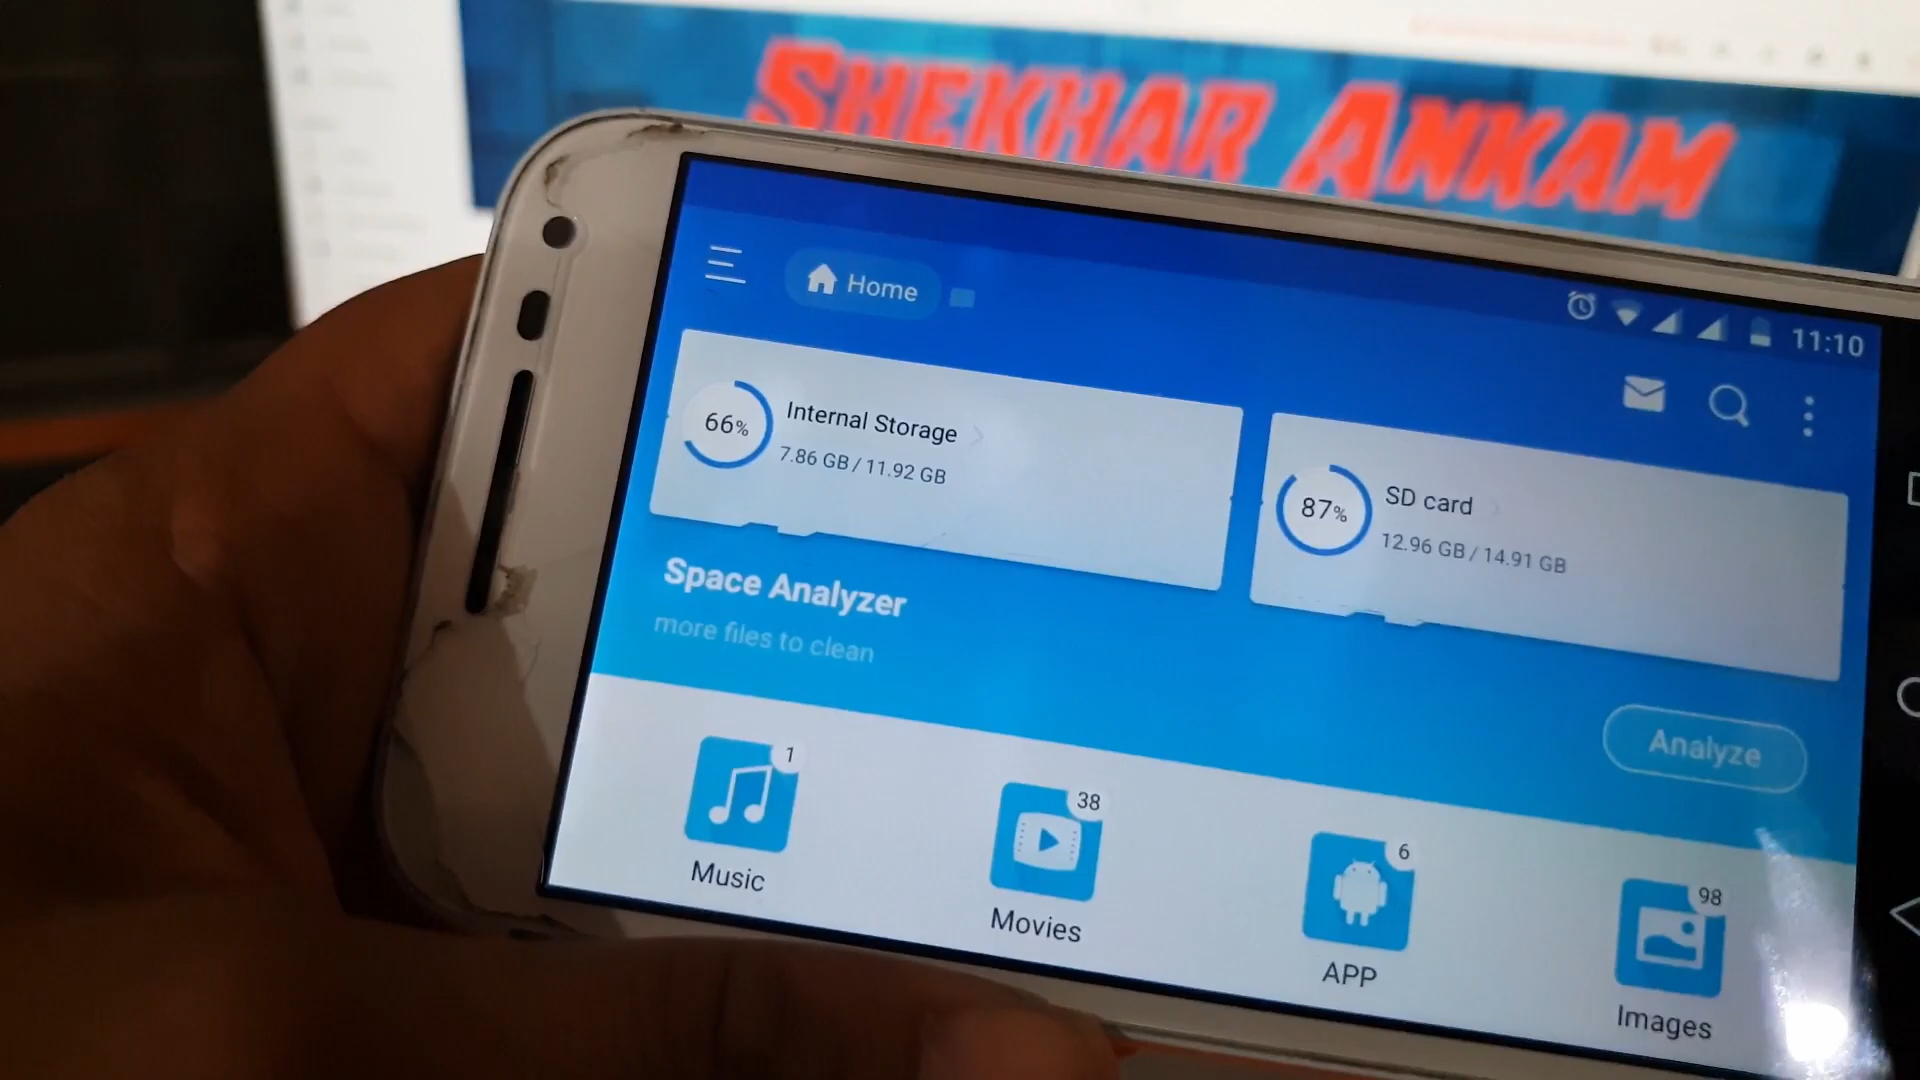 SHEKHAR ANKAM
Home
11:10
66%
Internal Storage
7.86 GB / 11.92 GB
87%
SD card
12.96 GB / 14.91 GB
Space Analyzer
more files to clean
Analyze
1
Music
38
Movies
6
APP
98
Images